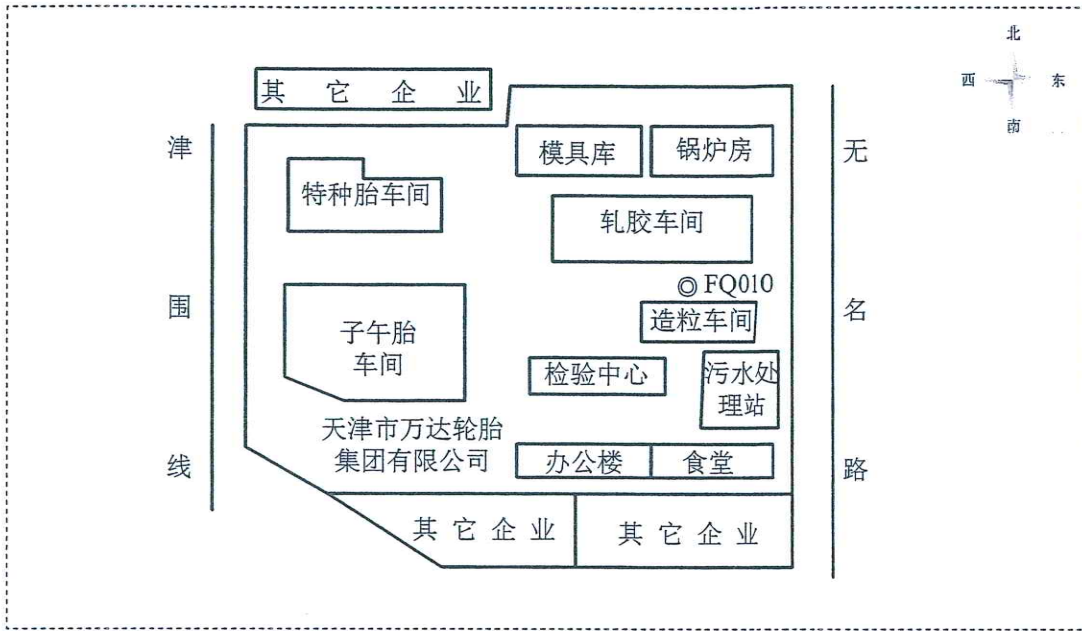 北
西 东
南
其 它 企 业
津 围 线
无 名 路
模具库
锅炉房
特种胎车间
轧胶车间
◎ FQ010
造粒车间
子午胎
车间
检验中心
污水处
理站
天津市万达轮胎
集团有限公司
办公楼
食堂
其 它 企 业
其 它 企 业